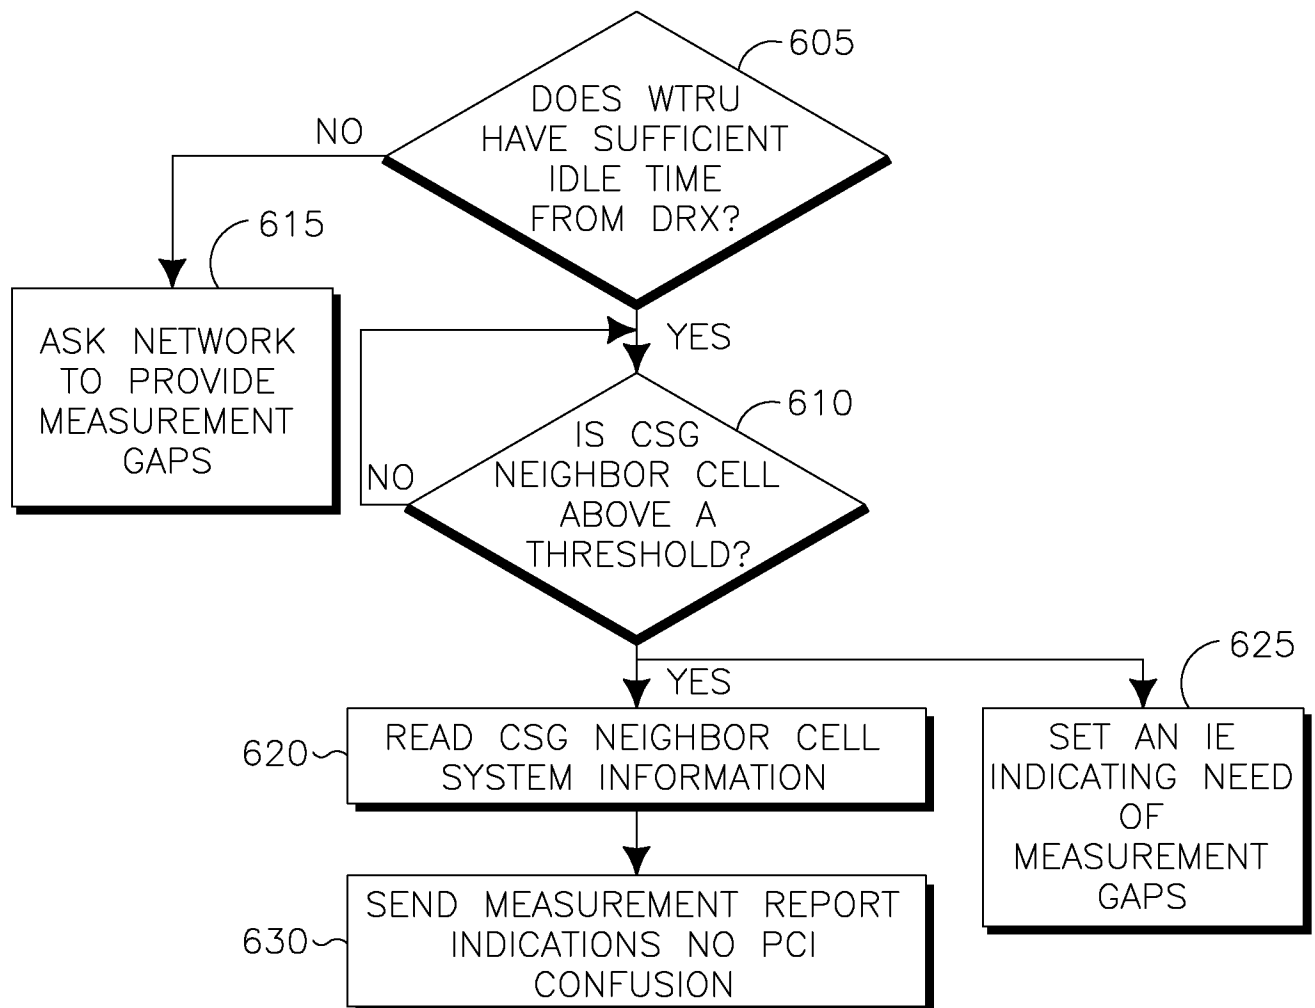 605
DOES WTRU
HAVE SUFFICIENT
IDLE TIME
FROM DRX?
NO
615
ASK NETWORK
TO PROVIDE
MEASUREMENT
GAPS
YES
610
IS CSG
NEIGHBOR CELL
ABOVE A
THRESHOLD?
NO
YES
625
620
READ CSG NEIGHBOR CELL
SYSTEM INFORMATION
SET AN IE
INDICATING NEED
OF
MEASUREMENT
GAPS
630
SEND MEASUREMENT REPORT
INDICATIONS NO PCI
CONFUSION